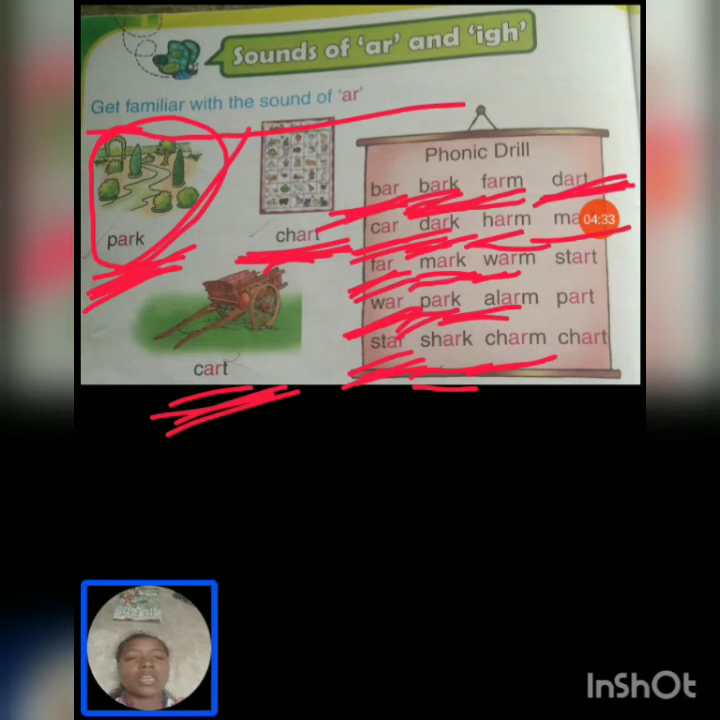 Sounds of 'ar' and 'igh'
Get familiar with the sound of 'ar'
park
chart
cart
Phonic Drill
bar bark farm dart
car dark harm
far mark warm start
war park alarm part
star shark charm chart
04:33
InShOt